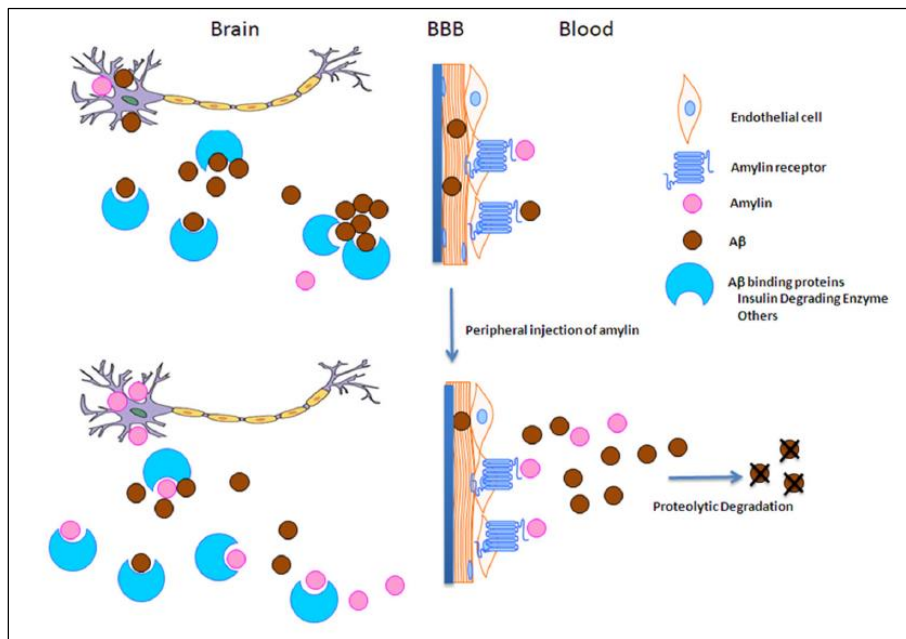 Brain
BBB
Blood
Endothelial cell
Amylin receptor
Amylin
Aβ
Aβ binding proteins
Insulin Degrading Enzyme
Others
Peripheral injection of amylin
Proteolytic Degradation